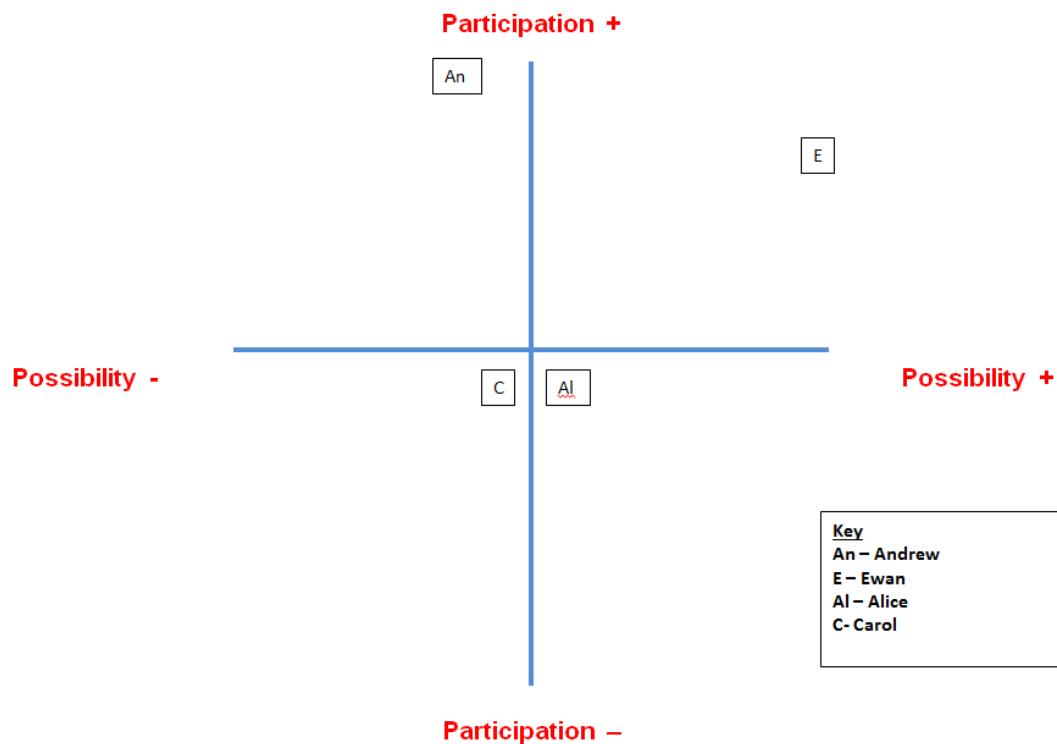 Participation +
An
E
Possibility -
C
Al
Possibility +
Key
An – Andrew
E – Ewan
Al – Alice
C- Carol
Participation –